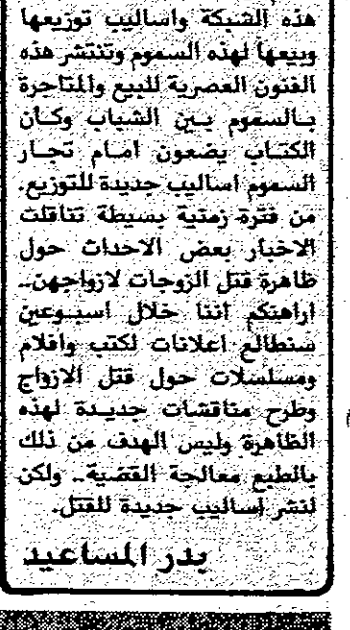 هذه الشبكة واساليب توزيعها
وبيعها لهذه السموم وتنتشر هذه
الفنون العصرية للبيع والمتاجرة
بالسموم بين الشباب وكأن
الكتاب يضعون امام تجار
السموم اساليب جديدة للتوزيع.
من فترة زمنية بسيطة تناقلت
الاخبار بعض الاحداث حول
ظاهرة قتل الزوجات لازواجهن..
اراهنكم اننا خلال اسبوعين
سنطالع اعلانات لكتب وافلام
ومسلسلات حول قتل الازواج
وطرح مناقشات جديدة لهذه
الظاهرة وليس الهدف من ذلك
بالطبع معالجة القضية.. ولكن
لنشر اساليب جديدة للقتل.
بدر المساعيد